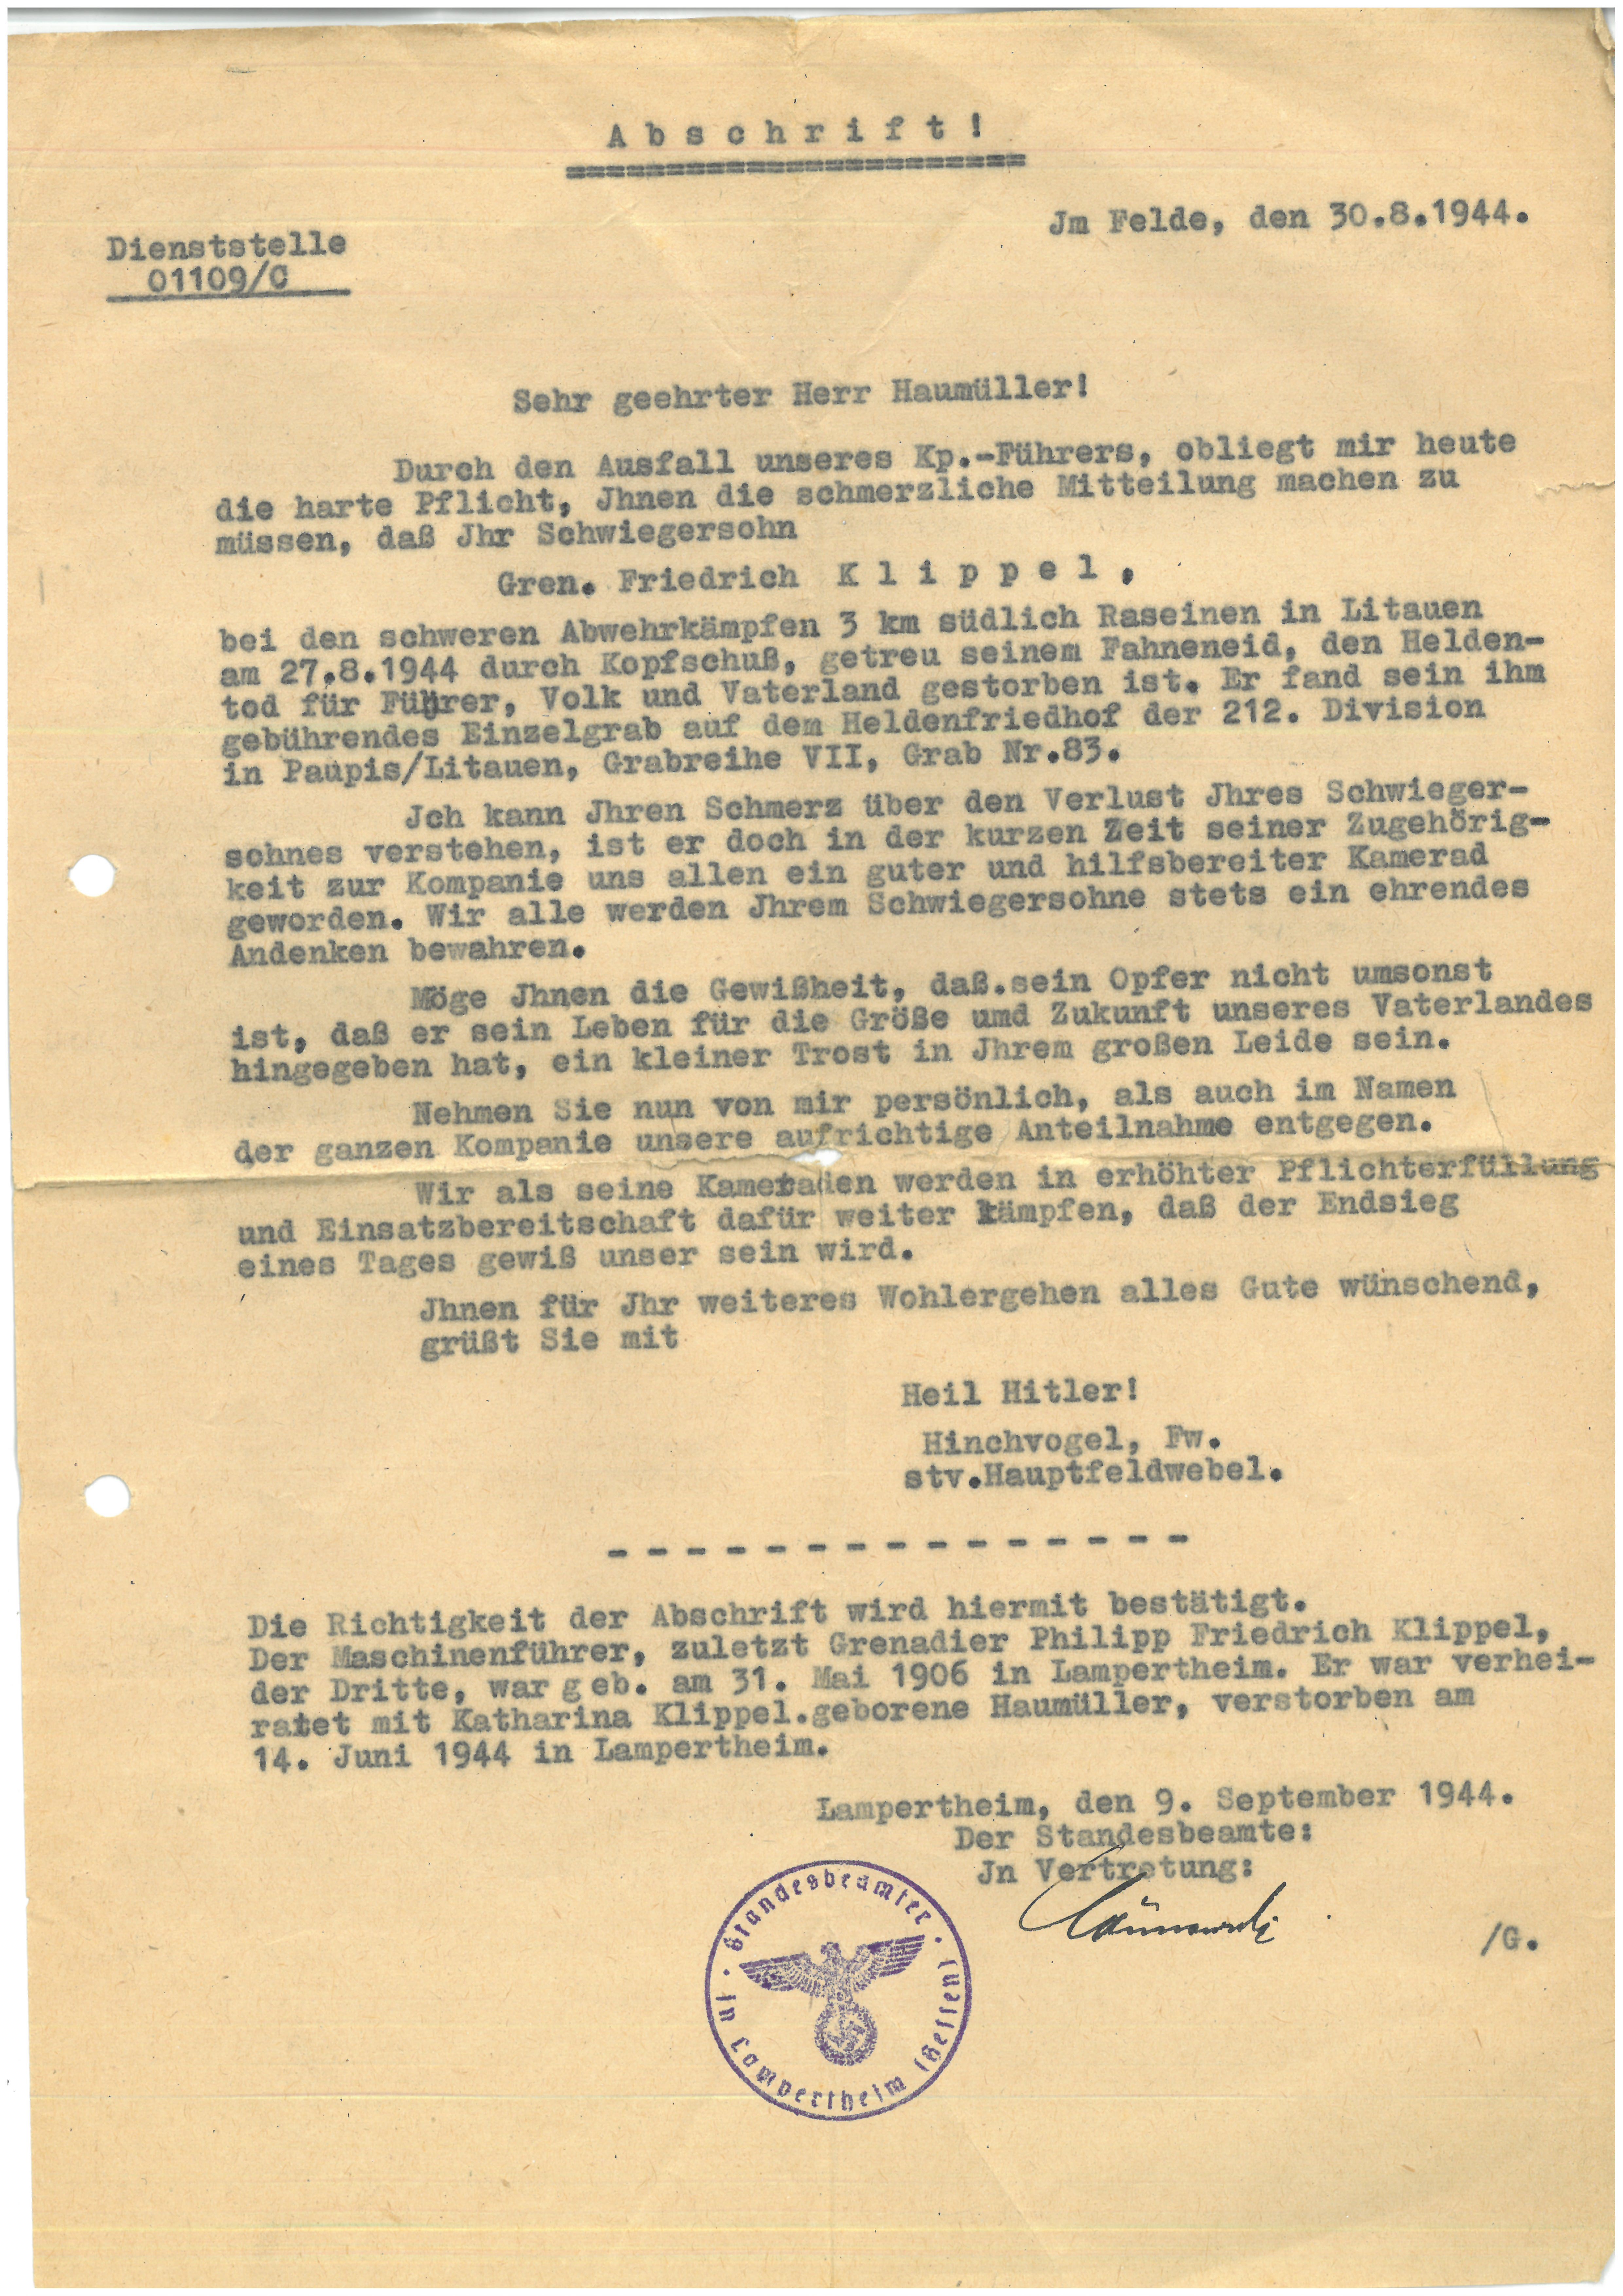 A b s c h r i f t !
Jm Felde, den 30.8.1944.
Dienststelle
01109/C
Sehr geehrter Herr Haumüller!
Durch den Ausfall unseres Kp.-Führers, obliegt mir heute
die harte Pflicht, Jhnen die schmerzliche Mitteilung machen zu
müssen, daß Jhr Schwiegersohn
Gren. Friedrich K l i p p e l ,
bei den schweren Abwehrkämpfen 3 km südlich Raseinen in Litauen
am 27.8.1944 durch Kopfschuß, getreu seinem Fahneneid, den Helden-
tod für Führer, Volk und Vaterland gestorben ist. Er fand sein ihm
gebührendes Einzelgrab auf dem Heldenfriedhof der 212. Division
in Paupis/Litauen, Grabreihe VII, Grab Nr.83.
Jch kann Jhren Schmerz über den Verlust Jhres Schwieger-
sohnes verstehen, ist er doch in der kurzen Zeit seiner Zugehörig-
keit zur Kompanie uns allen ein guter und hilfsbereiter Kamerad
geworden. Wir alle werden Jhrem Schwiegersohne stets ein ehrendes
Andenken bewahren.
Möge Jhnen die Gewißheit, daß.sein Opfer nicht umsonst
ist, daß er sein Leben für die Größe umd Zukunft unseres Vaterlandes
hingegeben hat, ein kleiner Trost in Jhrem großen Leide sein.
Nehmen Sie nun von mir persönlich, als auch im Namen
der ganzen Kompanie unsere aufrichtige Anteilnahme entgegen.
Wir als seine Kameraden werden in erhöhter Pflichterfüllung
und Einsatzbereitschaft dafür weiter kämpfen, daß der Endsieg
eines Tages gewiß unser sein wird.
Jhnen für Jhr weiteres Wohlergehen alles Gute wünschend,
grüßt Sie mit
Heil Hitler!
Hinchvogel, Fw.
stv.Hauptfeldwebel.
- - - - - - - - - - - - - - -
Die Richtigkeit der Abschrift wird hiermit bestätigt.
Der Maschinenführer, zuletzt Grenadier Philipp Friedrich Klippel,
der Dritte, war geb. am 31. Mai 1906 in Lampertheim. Er war verhei-
ratet mit Katharina Klippel.geborene Haumüller, verstorben am
14. Juni 1944 in Lampertheim.
Lampertheim, den 9. September 1944.
Der Standesbeamte:
Jn Vertretung:
/G.
Standesbeamter · in Lampertheim (Hessen) ·